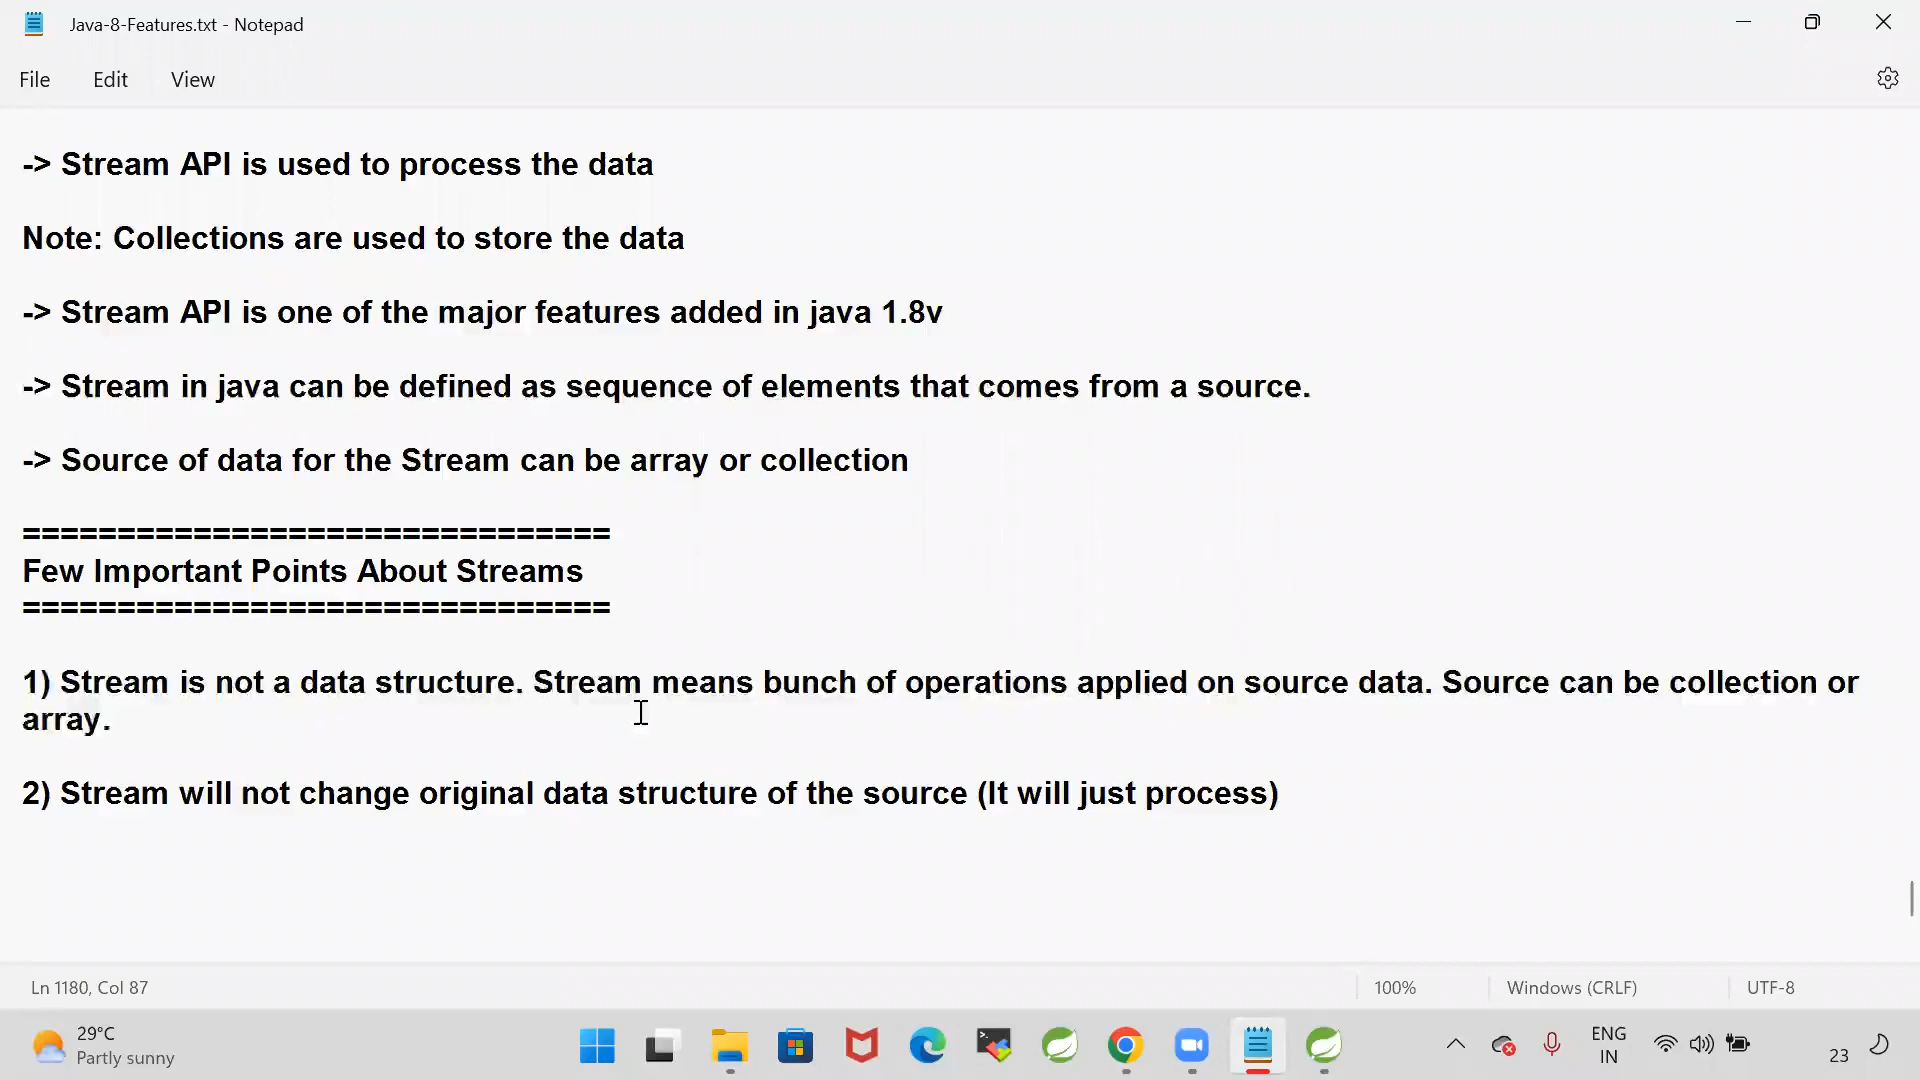 Java-8-Features.txt - Notepad
File Edit View
-> Stream API is used to process the data
Note: Collections are used to store the data
-> Stream API is one of the major features added in java 1.8v
-> Stream in java can be defined as sequence of elements that comes from a source.
-> Source of data for the Stream can be array or collection
===============================
Few Important Points About Streams
===============================
1) Stream is not a data structure. Stream means bunch of operations applied on source data. Source can be collection or
array.
2) Stream will not change original data structure of the source (It will just process)
Ln 1180, Col 87 100% Windows (CRLF) UTF-8
29°C
Partly sunny
ENG
IN
23